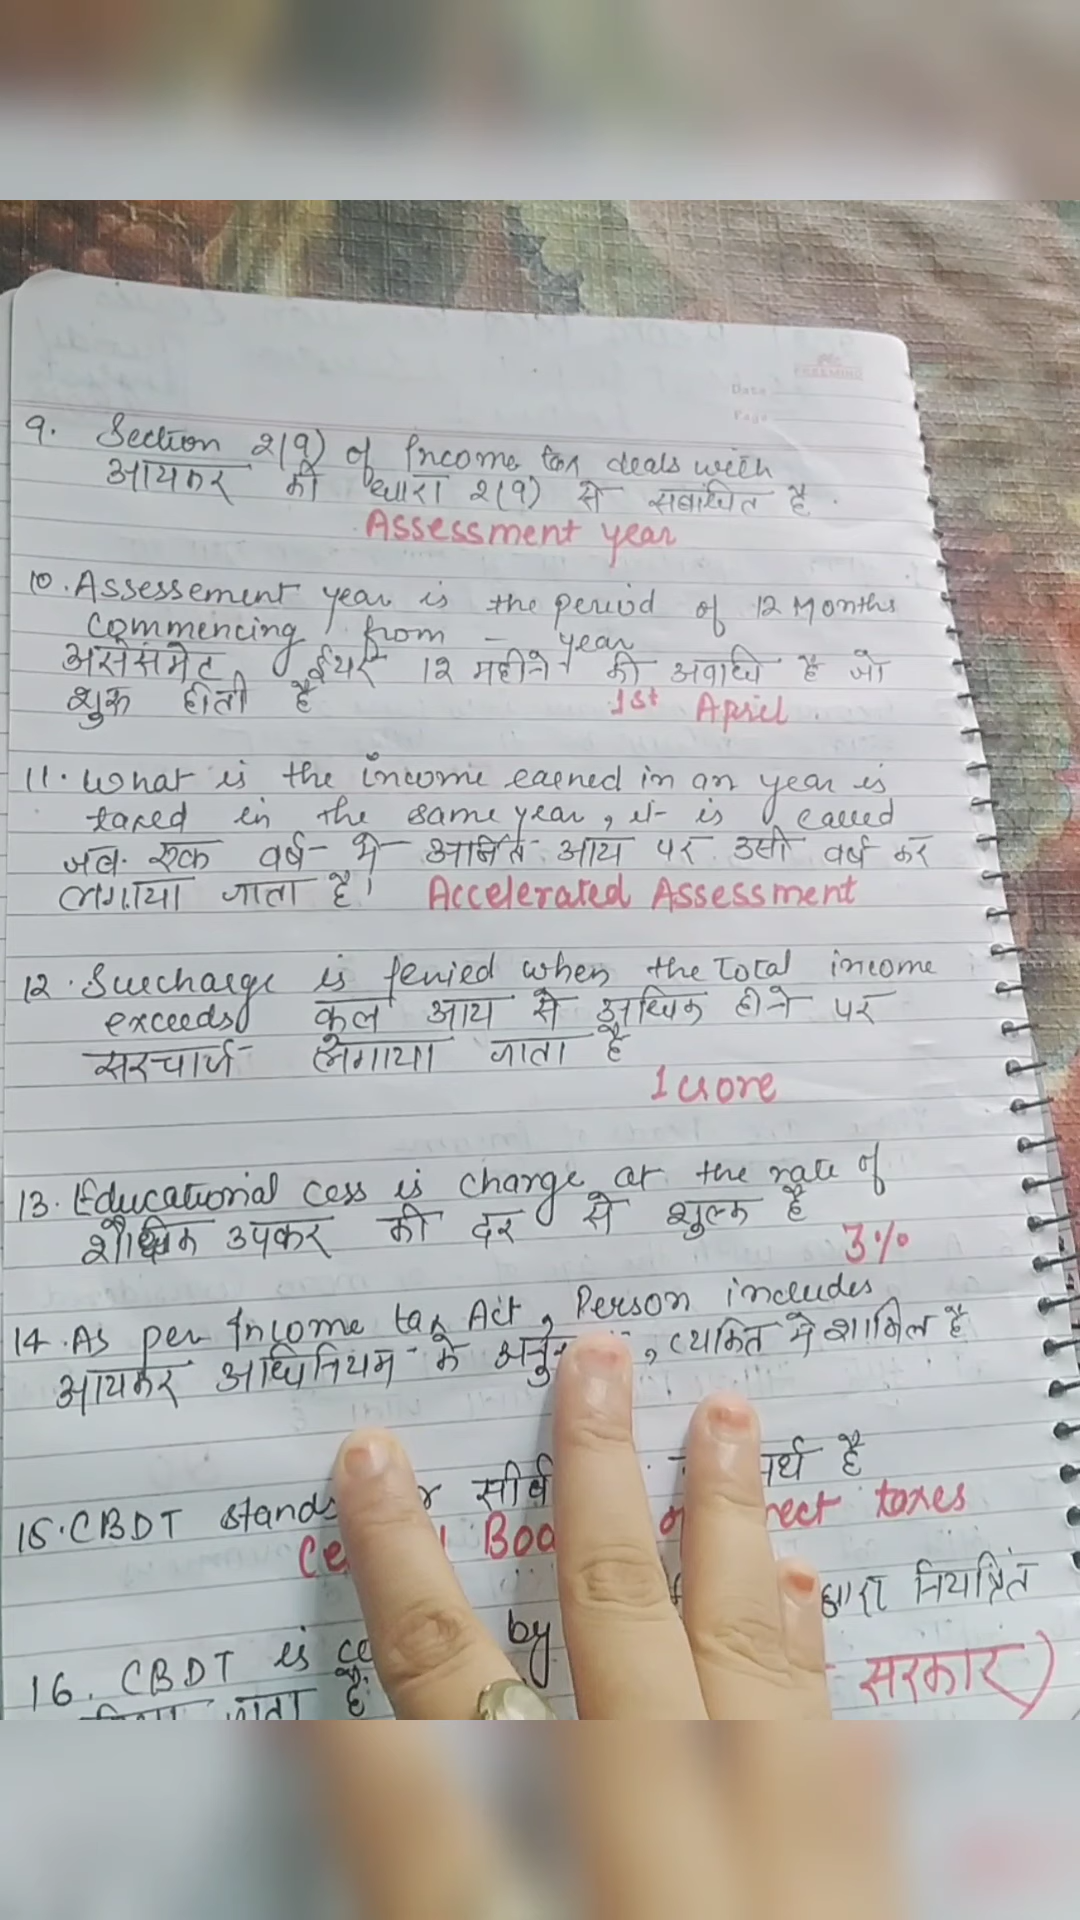 Date
Page
9. Section 2(9) of Income tax deals with
आयकर की धारा 2(9) से सबांधित है.
Assessment year
10. Assessement year is the period of 12 Months
Commencing from - year
असेसमेंट ईयर 12 महीने की अवधि है जो
शुरू होती है 1st April
11. What is the income earned in an year is
taxed in the same year, it is called
जब एक वर्ष में अर्जित आय पर उसी वर्ष कर
लगाया जाता है। Accelerated Assessment
12. Surcharge is when the Total income
exceeds कुल आय से अधिक होने पर
सरचार्ज लगाया जाता है
1 crore
13. Educational cess is charge at the rate of
शैक्षिक उपकर की दर से शुल्क है
3%
14. As per Income tax Act, Person includes
आयकर अधिनियम के , व्यक्ति मे शामिल है
15. CBDT stands है
taxes
16. CBDT is by द्वारा नियंत्रित
जाता है सरकार)